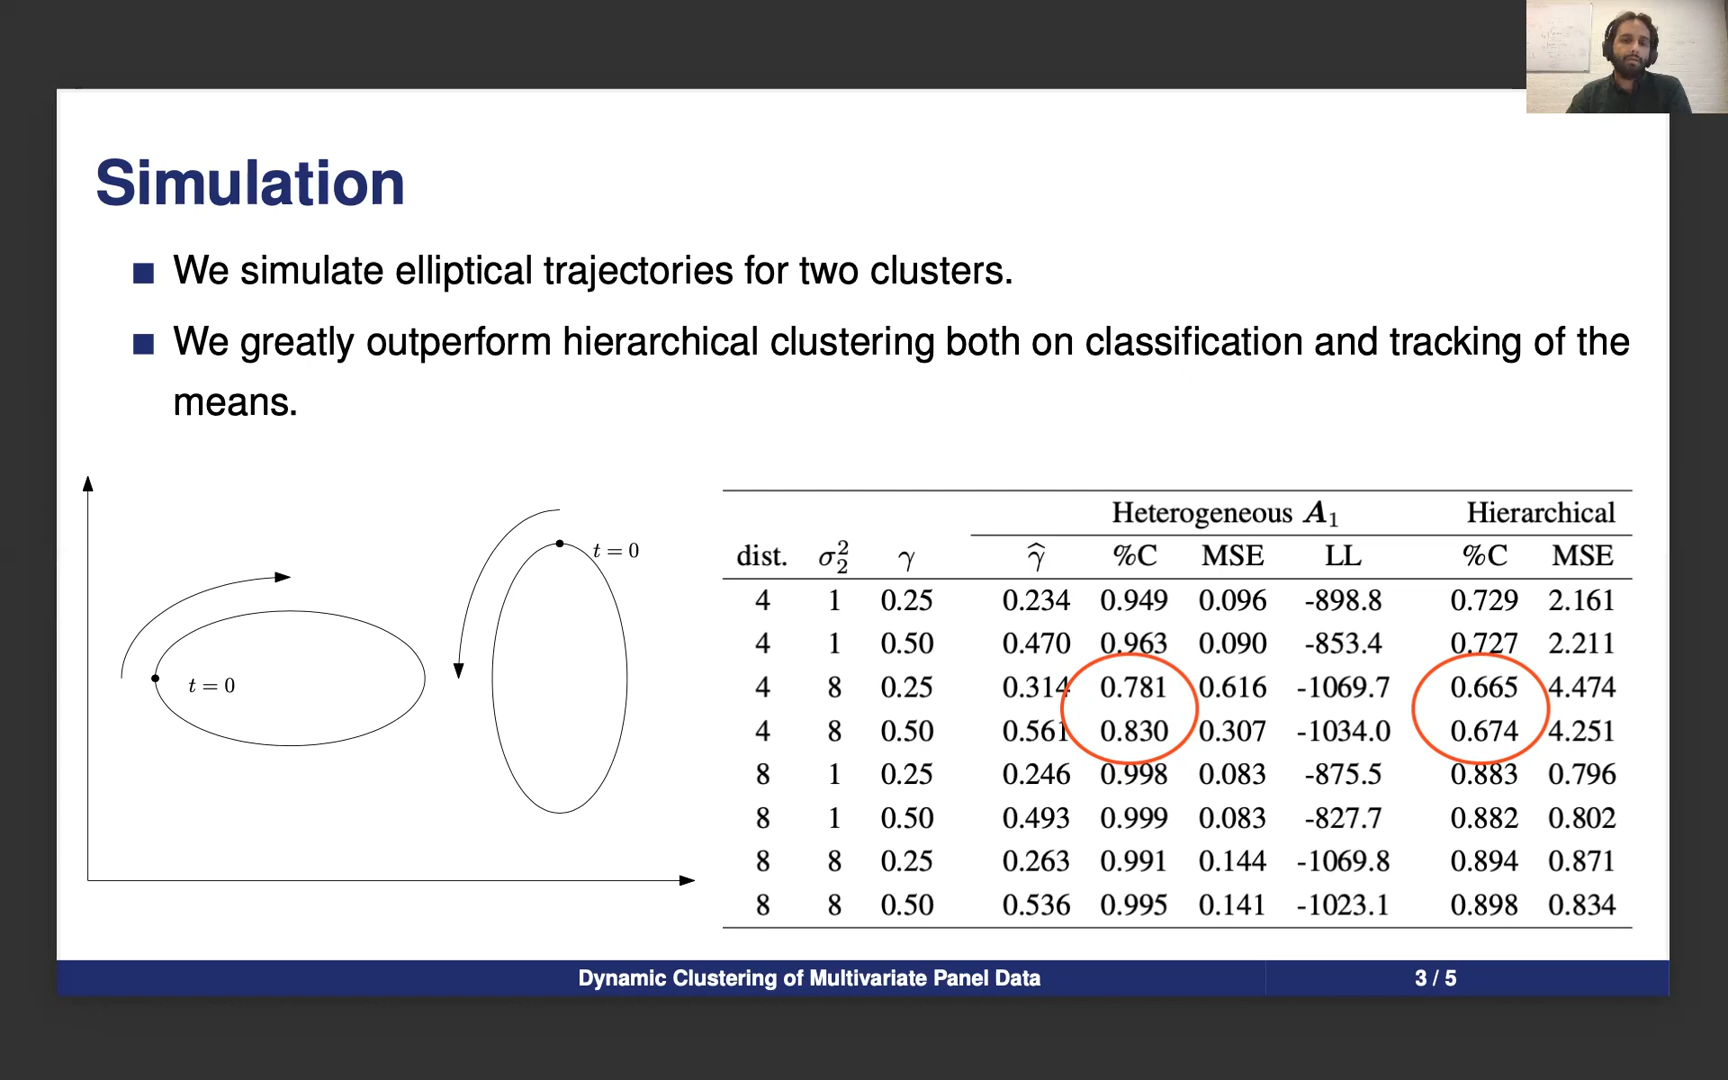 Simulation
We simulate elliptical trajectories for two clusters.
We greatly outperform hierarchical clustering both on classification and tracking of the
means.
t = 0
t = 0
Heterogeneous A₁ Hierarchical
dist. σ₂² γ γ̂ %C MSE LL %C MSE
4 1 0.25 0.234 0.949 0.096 -898.8 0.729 2.161
4 1 0.50 0.470 0.963 0.090 -853.4 0.727 2.211
4 8 0.25 0.314 0.781 0.616 -1069.7 0.665 4.474
4 8 0.50 0.561 0.830 0.307 -1034.0 0.674 4.251
8 1 0.25 0.246 0.998 0.083 -875.5 0.883 0.796
8 1 0.50 0.493 0.999 0.083 -827.7 0.882 0.802
8 8 0.25 0.263 0.991 0.144 -1069.8 0.894 0.871
8 8 0.50 0.536 0.995 0.141 -1023.1 0.898 0.834
Dynamic Clustering of Multivariate Panel Data
3 / 5